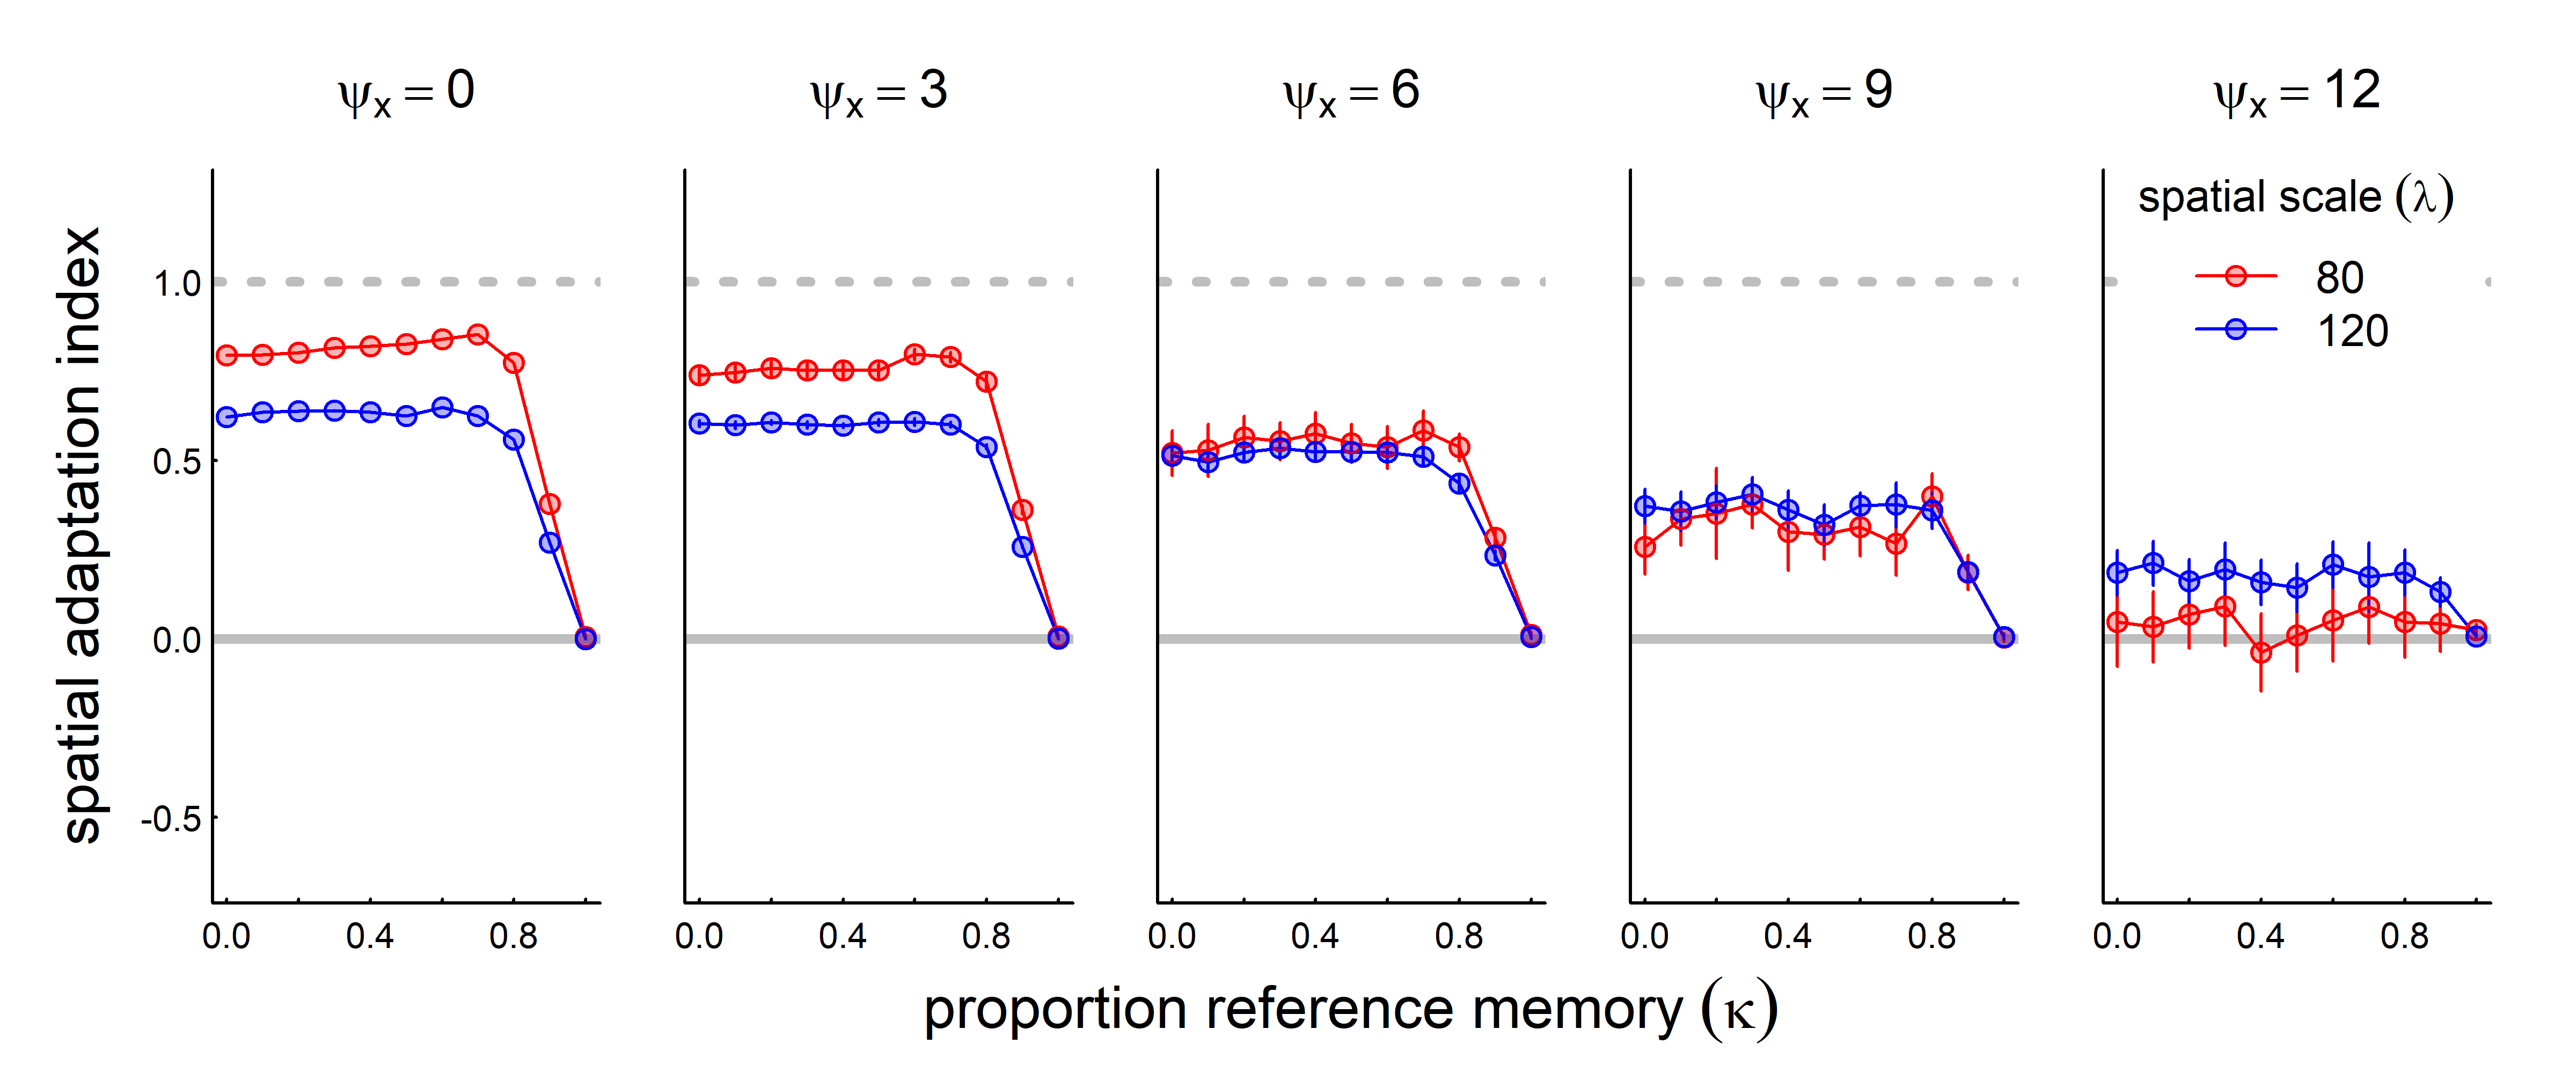 ψx = 0
ψx = 3
ψx = 6
ψx = 9
ψx = 12
spatial scale (λ)
80
120
spatial adaptation index
1.0
0.5
0.0
-0.5
0.0 0.4 0.8
0.0 0.4 0.8
0.0 0.4 0.8
0.0 0.4 0.8
0.0 0.4 0.8
proportion reference memory (κ)